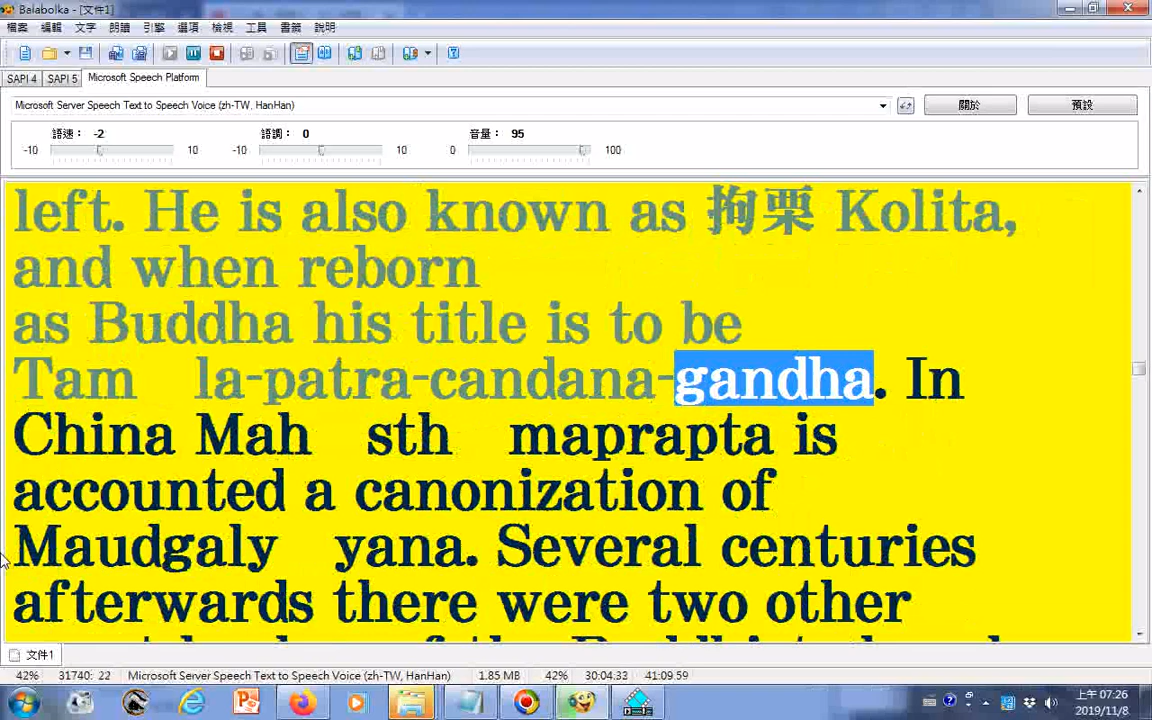 Balabolka - [文件1]
檔案 編輯 文字 朗讀 引擎 選項 檢視 工具 書籤 說明
SAPI 4 SAPI 5 Microsoft Speech Platform
Microsoft Server Speech Text to Speech Voice (zh-TW, HanHan) 關於 預設
語速： -2 語調： 0 音量： 95
-10 10 -10 10 0 100
left. He is also known as 拘栗 Kolita,
and when reborn
as Buddha his title is to be
Tam la-patra-candana-gandha. In
China Mah sth maprapta is
accounted a canonization of
Maudgaly yana. Several centuries
afterwards there were two other
文件1
42% 31740: 22 Microsoft Server Speech Text to Speech Voice (zh-TW, HanHan) 1.85 MB 42% 30:04.33 41:09.59
上午 07:26
2019/11/8